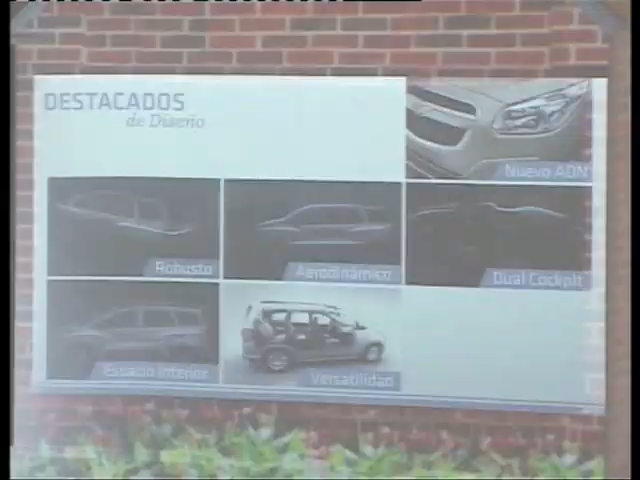 DESTACADOS
de Diseño
Nuevo ADN
Robusto
Aerodinámico
Dual Cockpit
Espacio Interior
Versatilidad